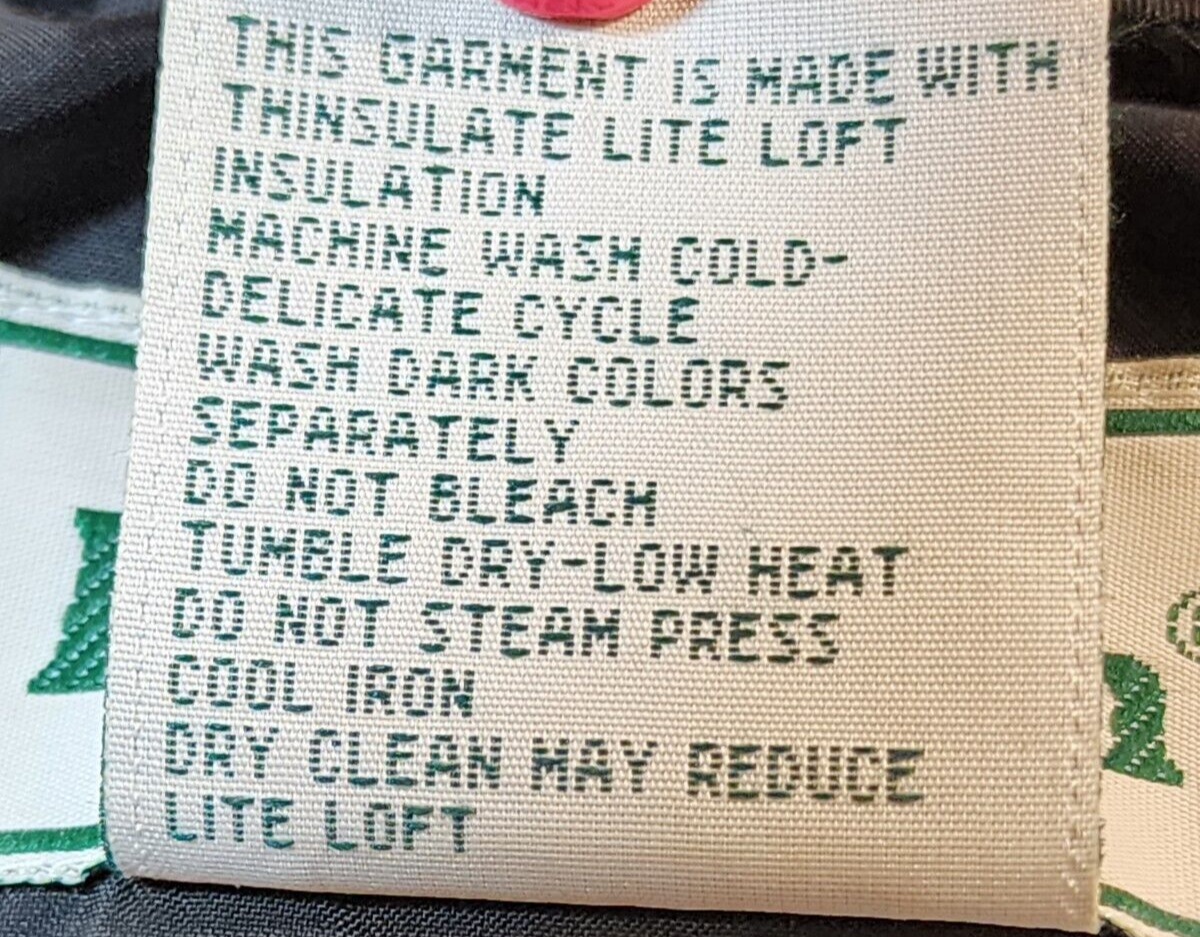 THIS GARMENT IS MADE WITH
THINSULATE LITE LOFT
INSULATION
MACHINE WASH COLD-
DELICATE CYCLE
WASH DARK COLORS
SEPARATELY
DO NOT BLEACH
TUMBLE DRY-LOW HEAT
DO NOT STEAM PRESS
COOL IRON
DRY CLEAN MAY REDUCE
LITE LOFT